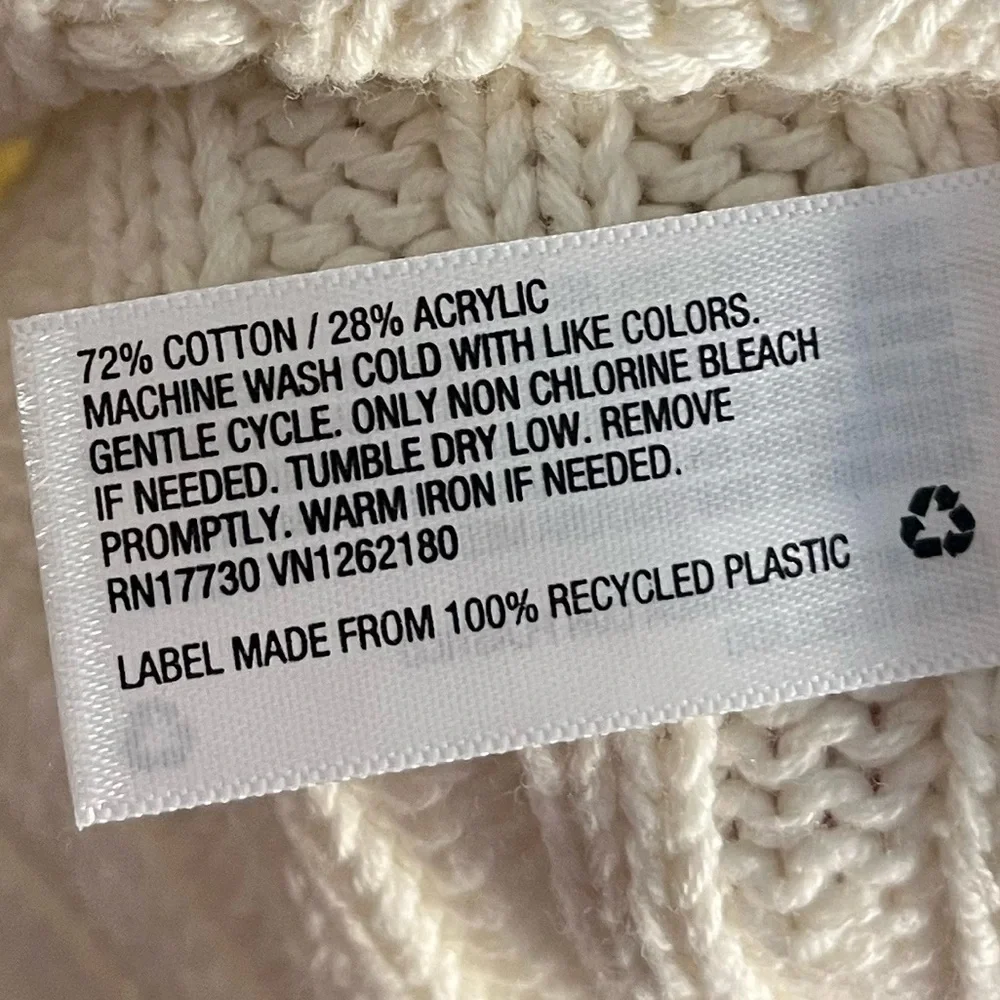 72% COTTON / 28% ACRYLIC
MACHINE WASH COLD WITH LIKE COLORS.
GENTLE CYCLE. ONLY NON CHLORINE BLEACH
IF NEEDED. TUMBLE DRY LOW. REMOVE
PROMPTLY. WARM IRON IF NEEDED.
RN17730 VN1262180
LABEL MADE FROM 100% RECYCLED PLASTIC